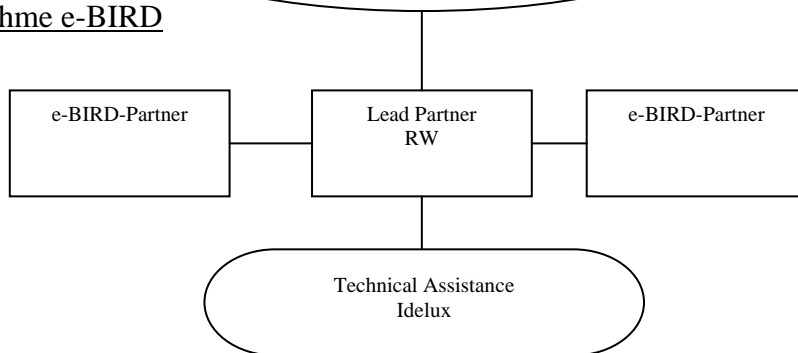 hme e-BIRD
e-BIRD-Partner
Lead Partner
RW
e-BIRD-Partner
Technical Assistance
Idelux